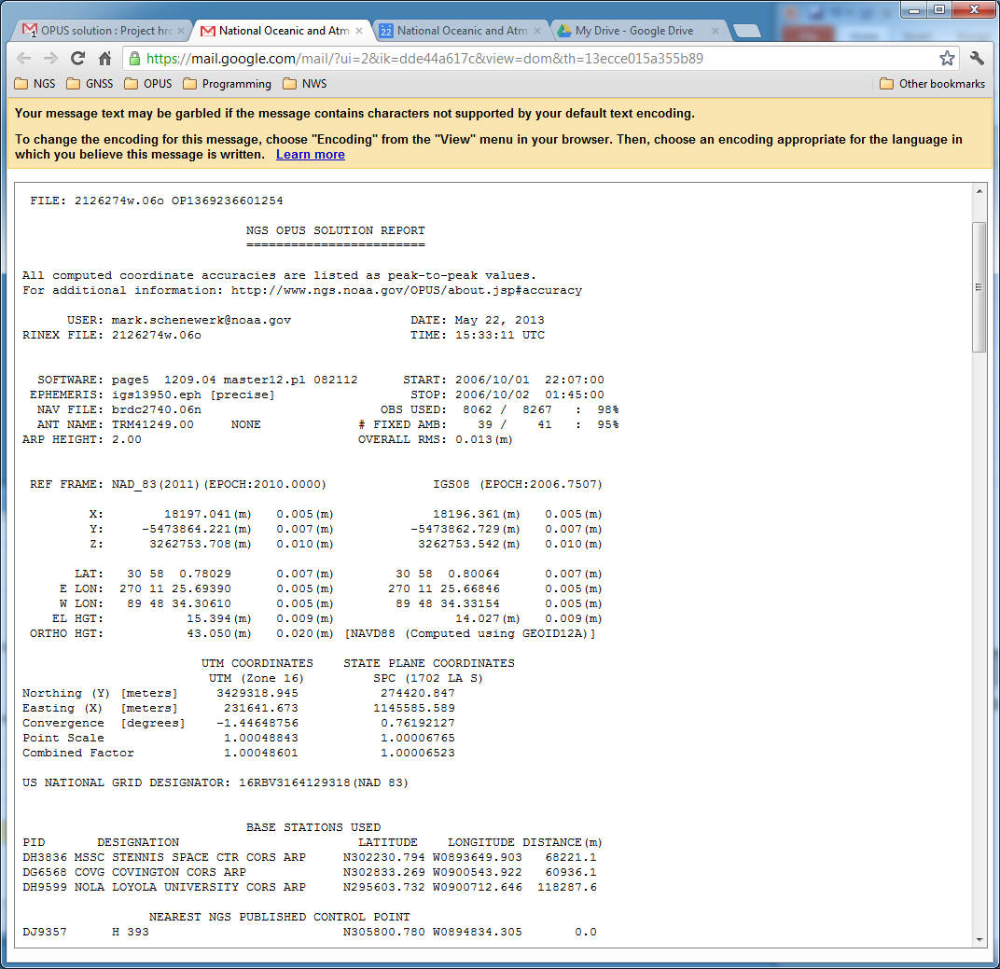 OPUS solution : Project hro
National Oceanic and Atm
22 National Oceanic and Atm
My Drive - Google Drive
https://mail.google.com/mail/?ui=2&ik=dde44a617c&view=dom&th=13ecce015a355b89
NGS GNSS OPUS Programming NWS Other bookmarks
Your message text may be garbled if the message contains characters not supported by your default text encoding.
To change the encoding for this message, choose "Encoding" from the "View" menu in your browser. Then, choose an encoding appropriate for the language in
which you believe this message is written. Learn more
FILE: 2126274w.06o OP1369236601254
NGS OPUS SOLUTION REPORT
========================
All computed coordinate accuracies are listed as peak-to-peak values.
For additional information: http://www.ngs.noaa.gov/OPUS/about.jsp#accuracy
USER: mark.schenewerk@noaa.gov DATE: May 22, 2013
RINEX FILE: 2126274w.06o TIME: 15:33:11 UTC
SOFTWARE: page5 1209.04 master12.pl 082112 START: 2006/10/01 22:07:00
EPHEMERIS: igs13950.eph [precise] STOP: 2006/10/02 01:45:00
NAV FILE: brdc2740.06n OBS USED: 8062 / 8267 : 98%
ANT NAME: TRM41249.00 NONE # FIXED AMB: 39 / 41 : 95%
ARP HEIGHT: 2.00 OVERALL RMS: 0.013(m)
REF FRAME: NAD_83(2011)(EPOCH:2010.0000) IGS08 (EPOCH:2006.7507)
X: 18197.041(m) 0.005(m) 18196.361(m) 0.005(m)
Y: -5473864.221(m) 0.007(m) -5473862.729(m) 0.007(m)
Z: 3262753.708(m) 0.010(m) 3262753.542(m) 0.010(m)
LAT: 30 58 0.78029 0.007(m) 30 58 0.80064 0.007(m)
E LON: 270 11 25.69390 0.005(m) 270 11 25.66846 0.005(m)
W LON: 89 48 34.30610 0.005(m) 89 48 34.33154 0.005(m)
EL HGT: 15.394(m) 0.009(m) 14.027(m) 0.009(m)
ORTHO HGT: 43.050(m) 0.020(m) [NAVD88 (Computed using GEOID12A)]
UTM COORDINATES STATE PLANE COORDINATES
UTM (Zone 16) SPC (1702 LA S)
Northing (Y) [meters] 3429318.945 274420.847
Easting (X) [meters] 231641.673 1145585.589
Convergence [degrees] -1.44648756 0.76192127
Point Scale 1.00048843 1.00006765
Combined Factor 1.00048601 1.00006523
US NATIONAL GRID DESIGNATOR: 16RBV3164129318(NAD 83)
BASE STATIONS USED
PID DESIGNATION LATITUDE LONGITUDE DISTANCE(m)
DH3836 MSSC STENNIS SPACE CTR CORS ARP N302230.794 W0893649.903 68221.1
DG6568 COVG COVINGTON CORS ARP N302833.269 W0900543.922 60936.1
DH9599 NOLA LOYOLA UNIVERSITY CORS ARP N295603.732 W0900712.646 118287.6
NEAREST NGS PUBLISHED CONTROL POINT
DJ9357 H 393 N305800.780 W0894834.305 0.0